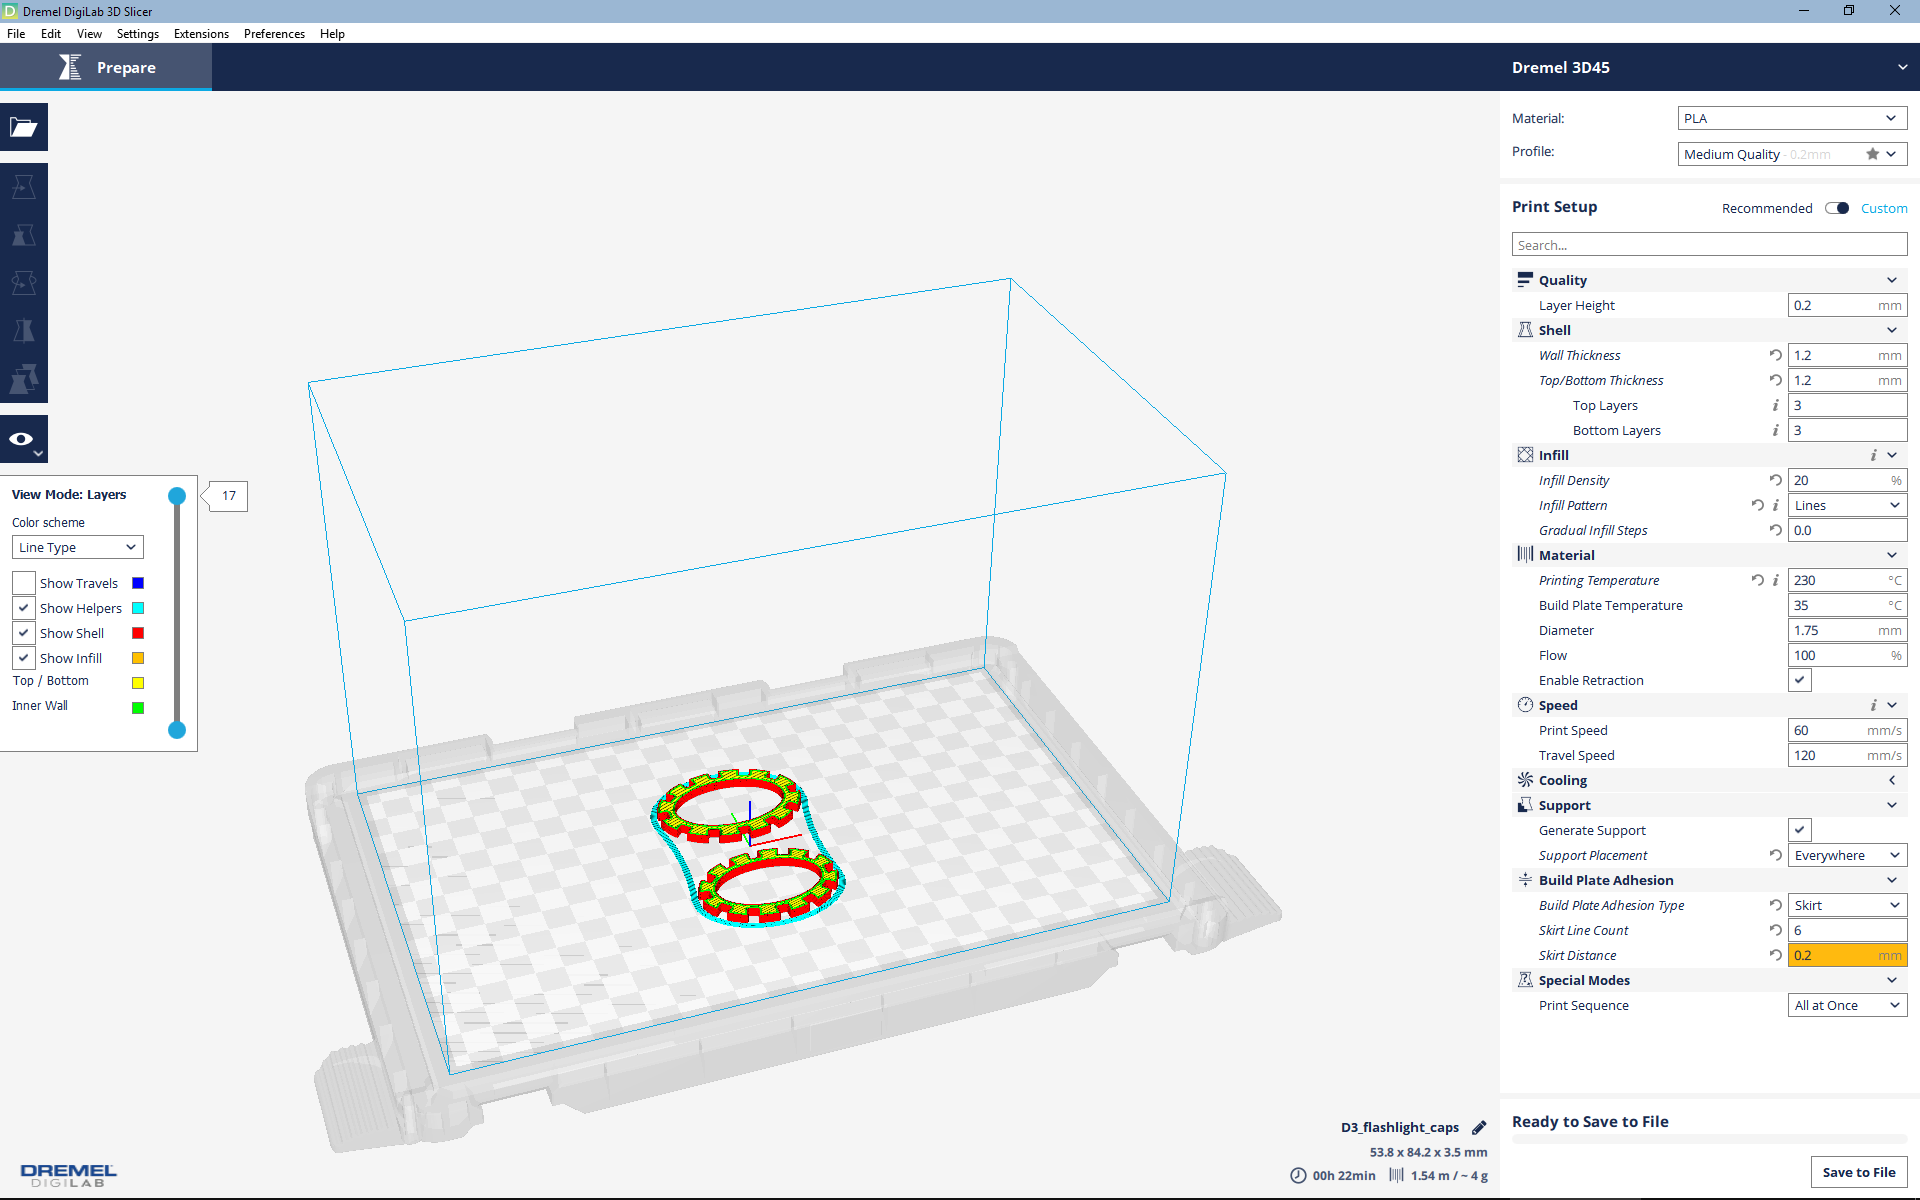 Dremel DigiLab 3D Slicer
File Edit View Settings Extensions Preferences Help
Prepare
Dremel 3D45
Material: PLA
Profile: Medium Quality - 0.2mm
Print Setup Recommended Custom
Search...
Quality
Layer Height 0.2 mm
Shell
Wall Thickness 1.2 mm
Top/Bottom Thickness 1.2 mm
Top Layers i 3
Bottom Layers i 3
Infill i
Infill Density 20 %
Infill Pattern i Lines
Gradual Infill Steps 0.0
Material
Printing Temperature i 230 °C
Build Plate Temperature 35 °C
Diameter 1.75 mm
Flow 100 %
Enable Retraction
Speed i
Print Speed 60 mm/s
Travel Speed 120 mm/s
Cooling
Support
Generate Support
Support Placement Everywhere
Build Plate Adhesion
Build Plate Adhesion Type Skirt
Skirt Line Count 6
Skirt Distance 0.2 mm
Special Modes
Print Sequence All at Once
Ready to Save to File
Save to File
View Mode: Layers
17
Color scheme
Line Type
Show Travels
Show Helpers
Show Shell
Show Infill
Top / Bottom
Inner Wall
D3_flashlight_caps
53.8 x 84.2 x 3.5 mm
00h 22min 1.54 m / ~ 4 g
DREMEL
DIGILAB